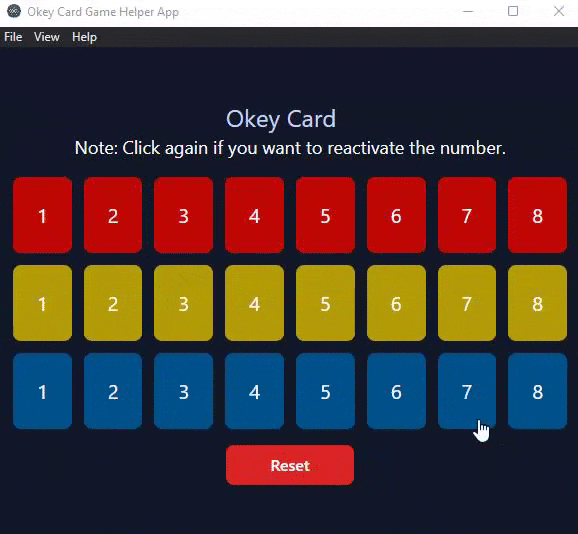 Okey Card Game Helper App
File View Help
Okey Card
Note: Click again if you want to reactivate the number.
1 2 3 4 5 6 7 8
1 2 3 4 5 6 7 8
1 2 3 4 5 6 7 8
Reset